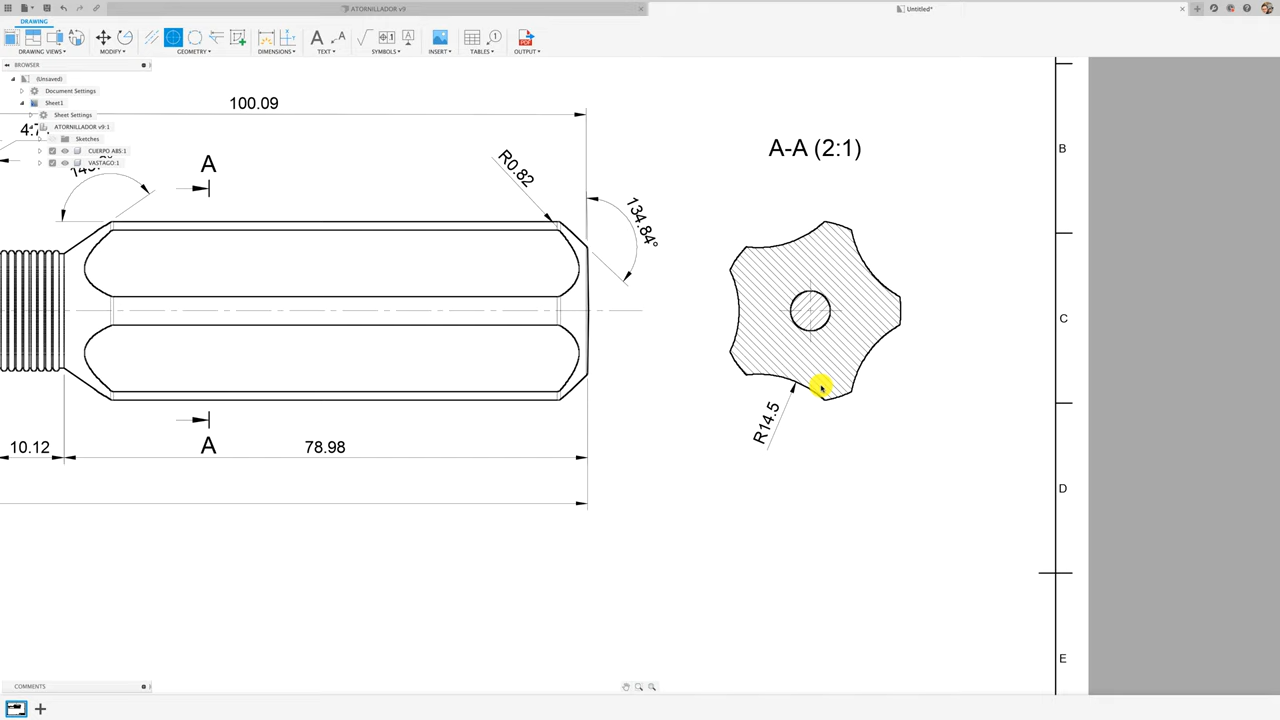 ATORNILLADOR v9
Untitled*
DRAWING
DRAWING VIEWS▾
MODIFY▾
GEOMETRY▾
DIMENSIONS▾
TEXT▾
SYMBOLS▾
INSERT▾
TABLES▾
OUTPUT▾
BROWSER
(Unsaved)
Document Settings
Sheet1
Sheet Settings
ATORNILLADOR v9:1
Sketches
CUERPO ABS:1
VASTAGO:1
100.09
A
R0.82
134.84°
A-A (2:1)
B
C
R14.5
10.12
A
78.98
D
E
COMMENTS